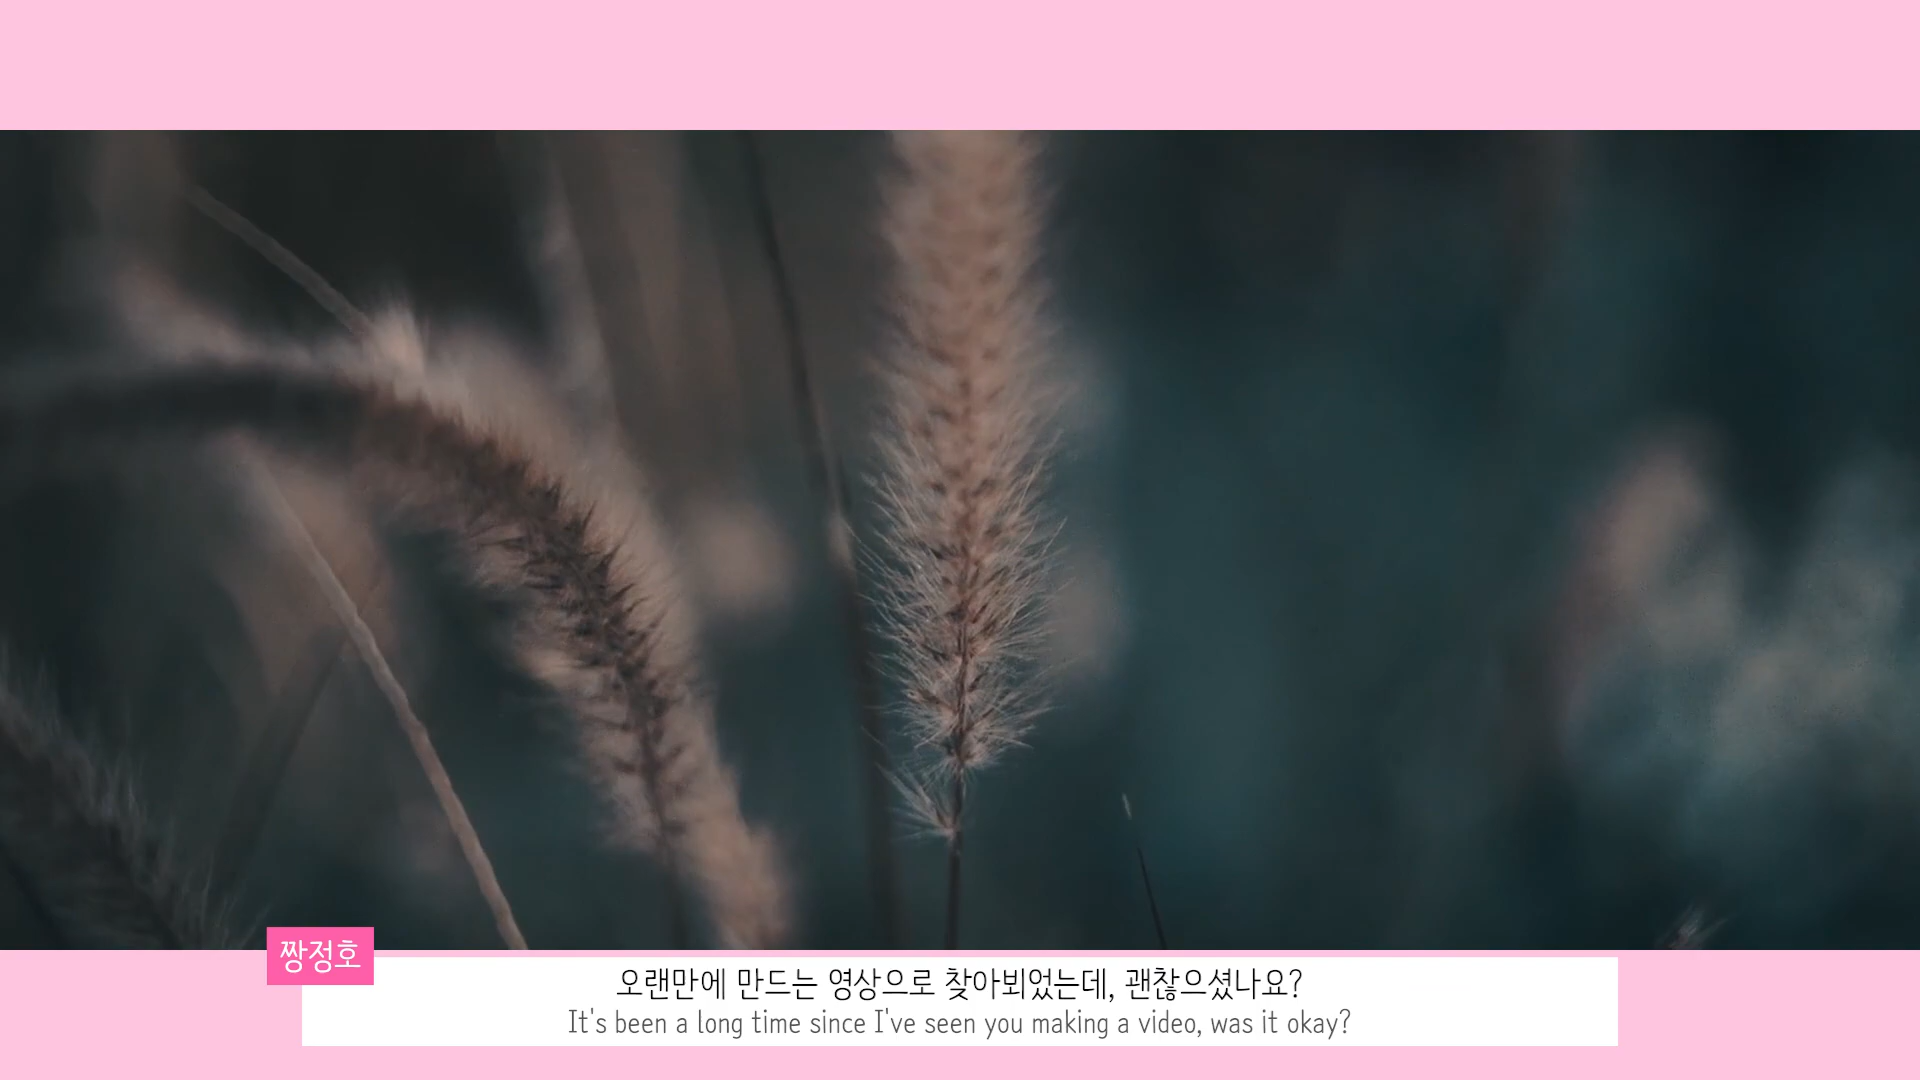 짱정호
오랜만에 만드는 영상으로 찾아뵈었는데, 괜찮으셨나요?
It's been a long time since I've seen you making a video, was it okay?